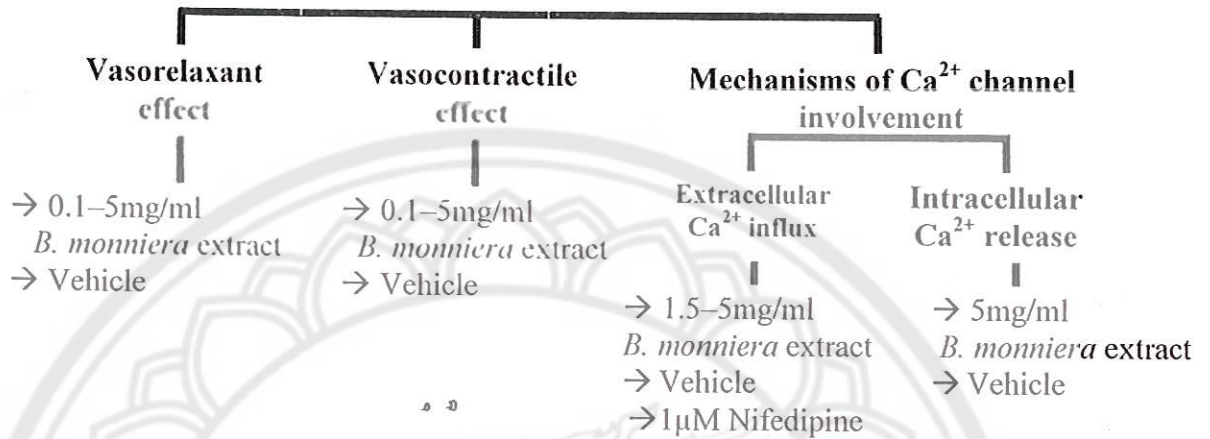 Vasorelaxant
effect
→ 0.1–5mg/ml
B. monniera extract
→ Vehicle
Vasocontractile
effect
→ 0.1–5mg/ml
B. monniera extract
→ Vehicle
Mechanisms of Ca²⁺ channel
involvement
Extracellular
Ca²⁺ influx
→ 1.5–5mg/ml
B. monniera extract
→ Vehicle
→1µM Nifedipine
Intracellular
Ca²⁺ release
→ 5mg/ml
B. monniera extract
→ Vehicle